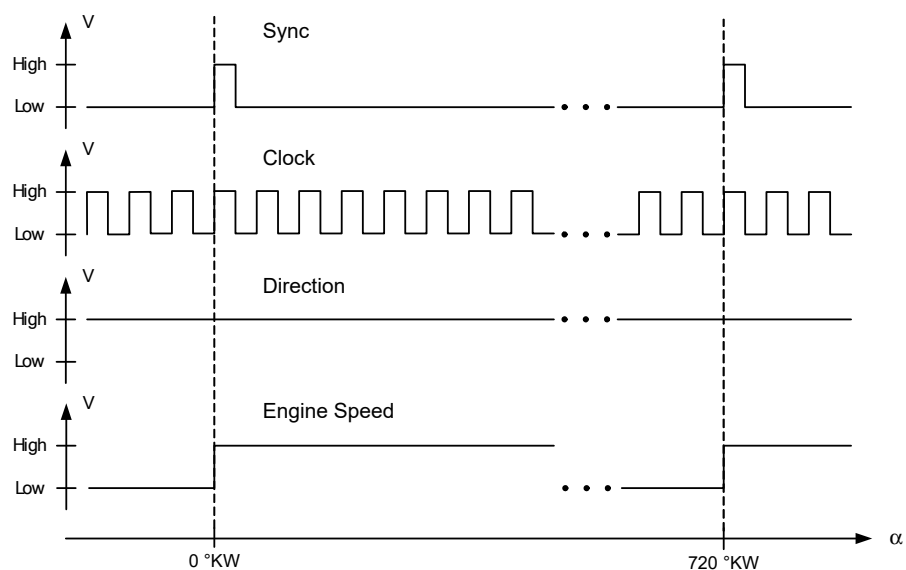 V
Sync
High
Low
V
Clock
High
Low
V
Direction
High
Low
V
Engine Speed
High
Low
α
0 °KW
720 °KW